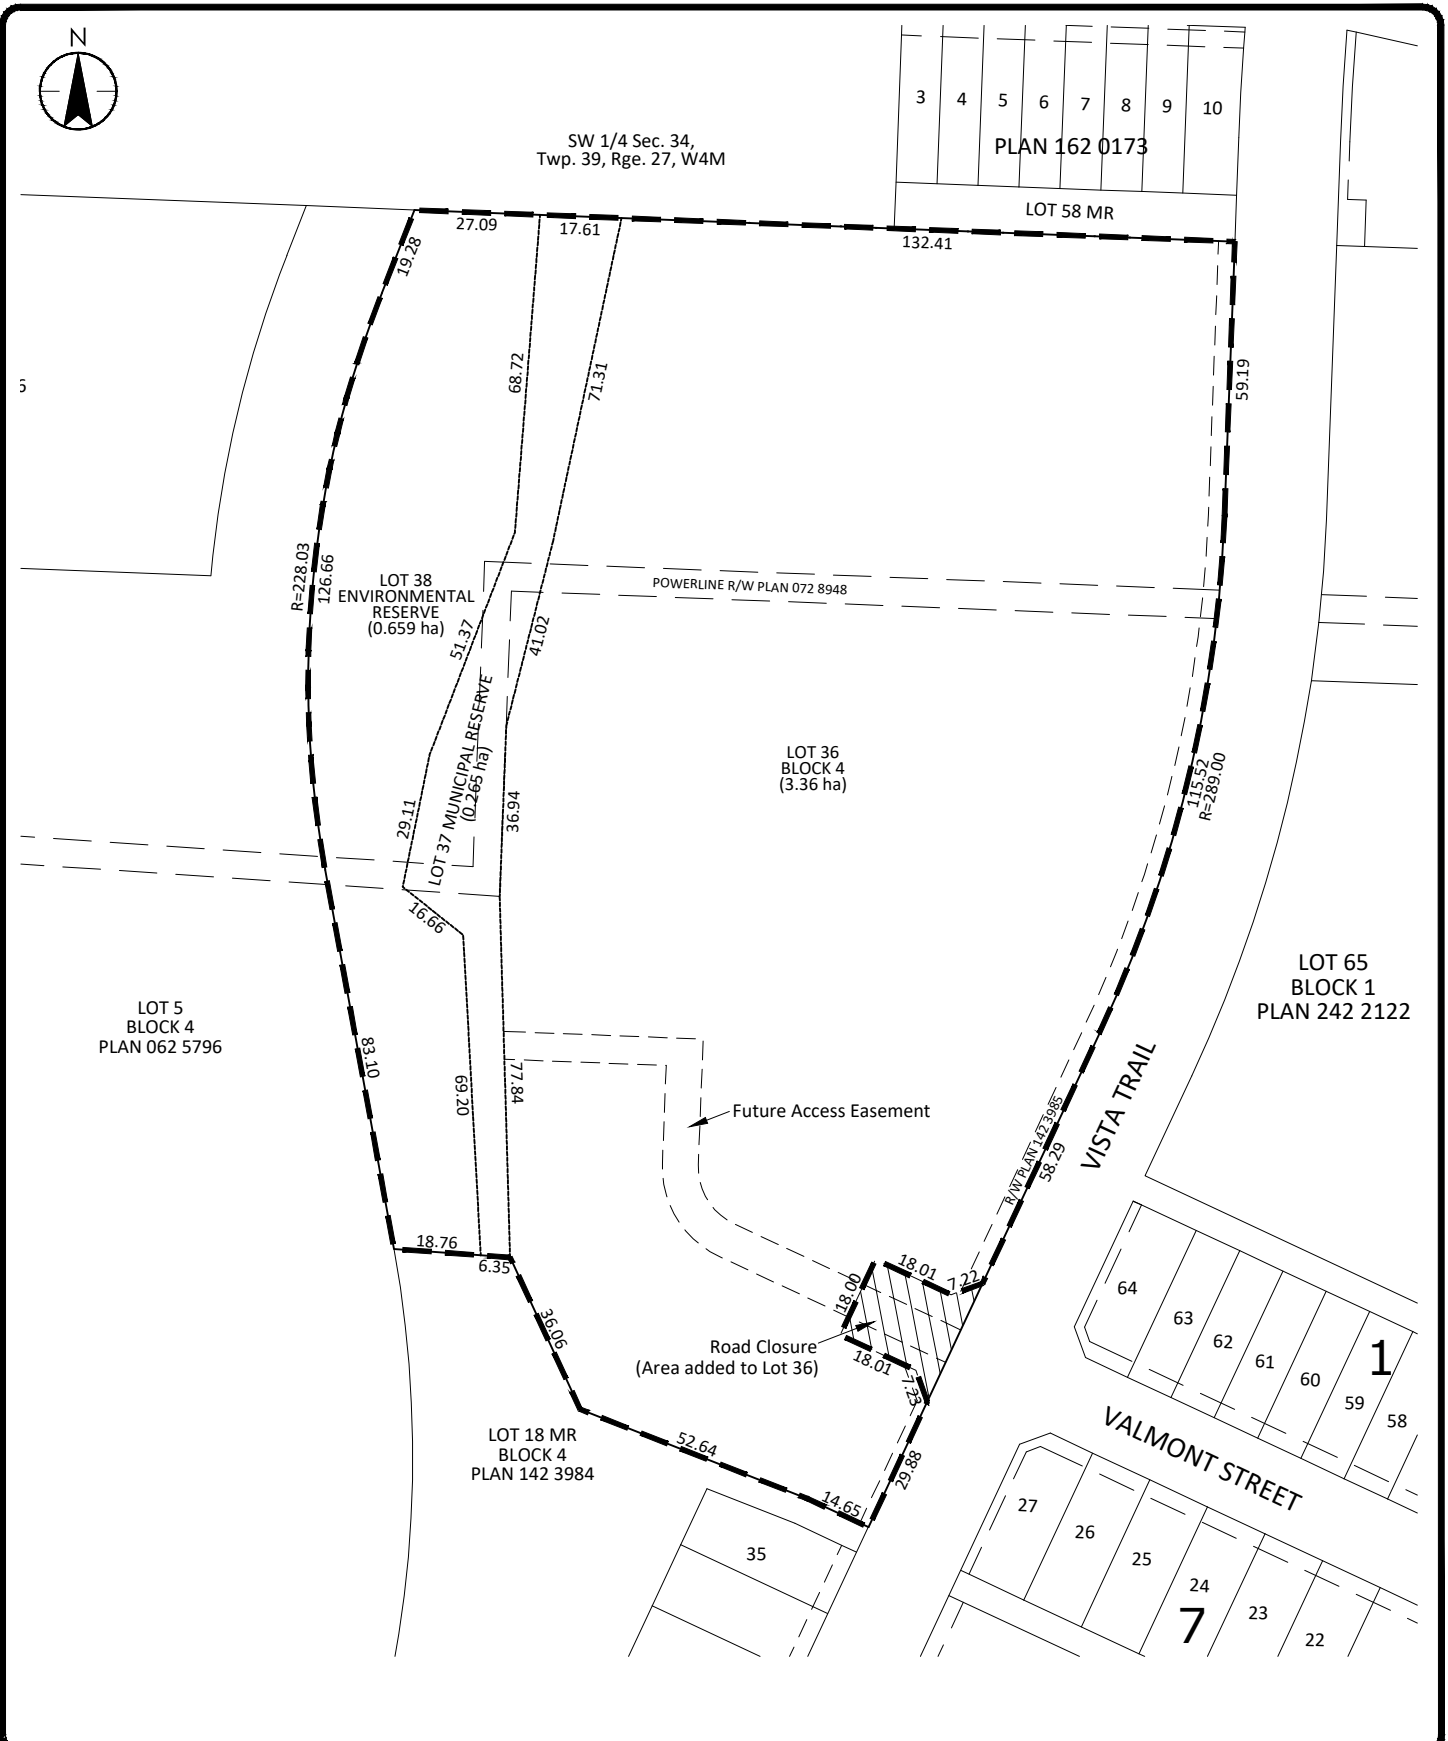 N
SW 1/4 Sec. 34,
Twp. 39, Rge. 27, W4M
3
4
5
6
7
8
9
10
PLAN 162 0173
LOT 58 MR
27.09
17.61
132.41
19.28
68.72
71.31
59.19
R=228.03
126.66
LOT 38
ENVIRONMENTAL
RESERVE
(0.659 ha)
POWERLINE R/W PLAN 072 8948
51.37
41.02
LOT 37 MUNICIPAL RESERVE
(0.265 ha)
LOT 36
BLOCK 4
(3.36 ha)
115.52
R=289.00
29.11
36.94
16.66
LOT 65
BLOCK 1
PLAN 242 2122
LOT 5
BLOCK 4
PLAN 062 5796
83.10
69.20
77.84
Future Access Easement
R/W PLAN 142 3985
58.29
VISTA TRAIL
18.76
6.35
18.01
7.22
18.00
36.06
Road Closure
(Area added to Lot 36)
18.01
7.23
64
63
62
61
60
59
58
1
LOT 18 MR
BLOCK 4
PLAN 142 3984
52.64
14.65
29.88
VALMONT STREET
35
27
26
25
24
23
22
7